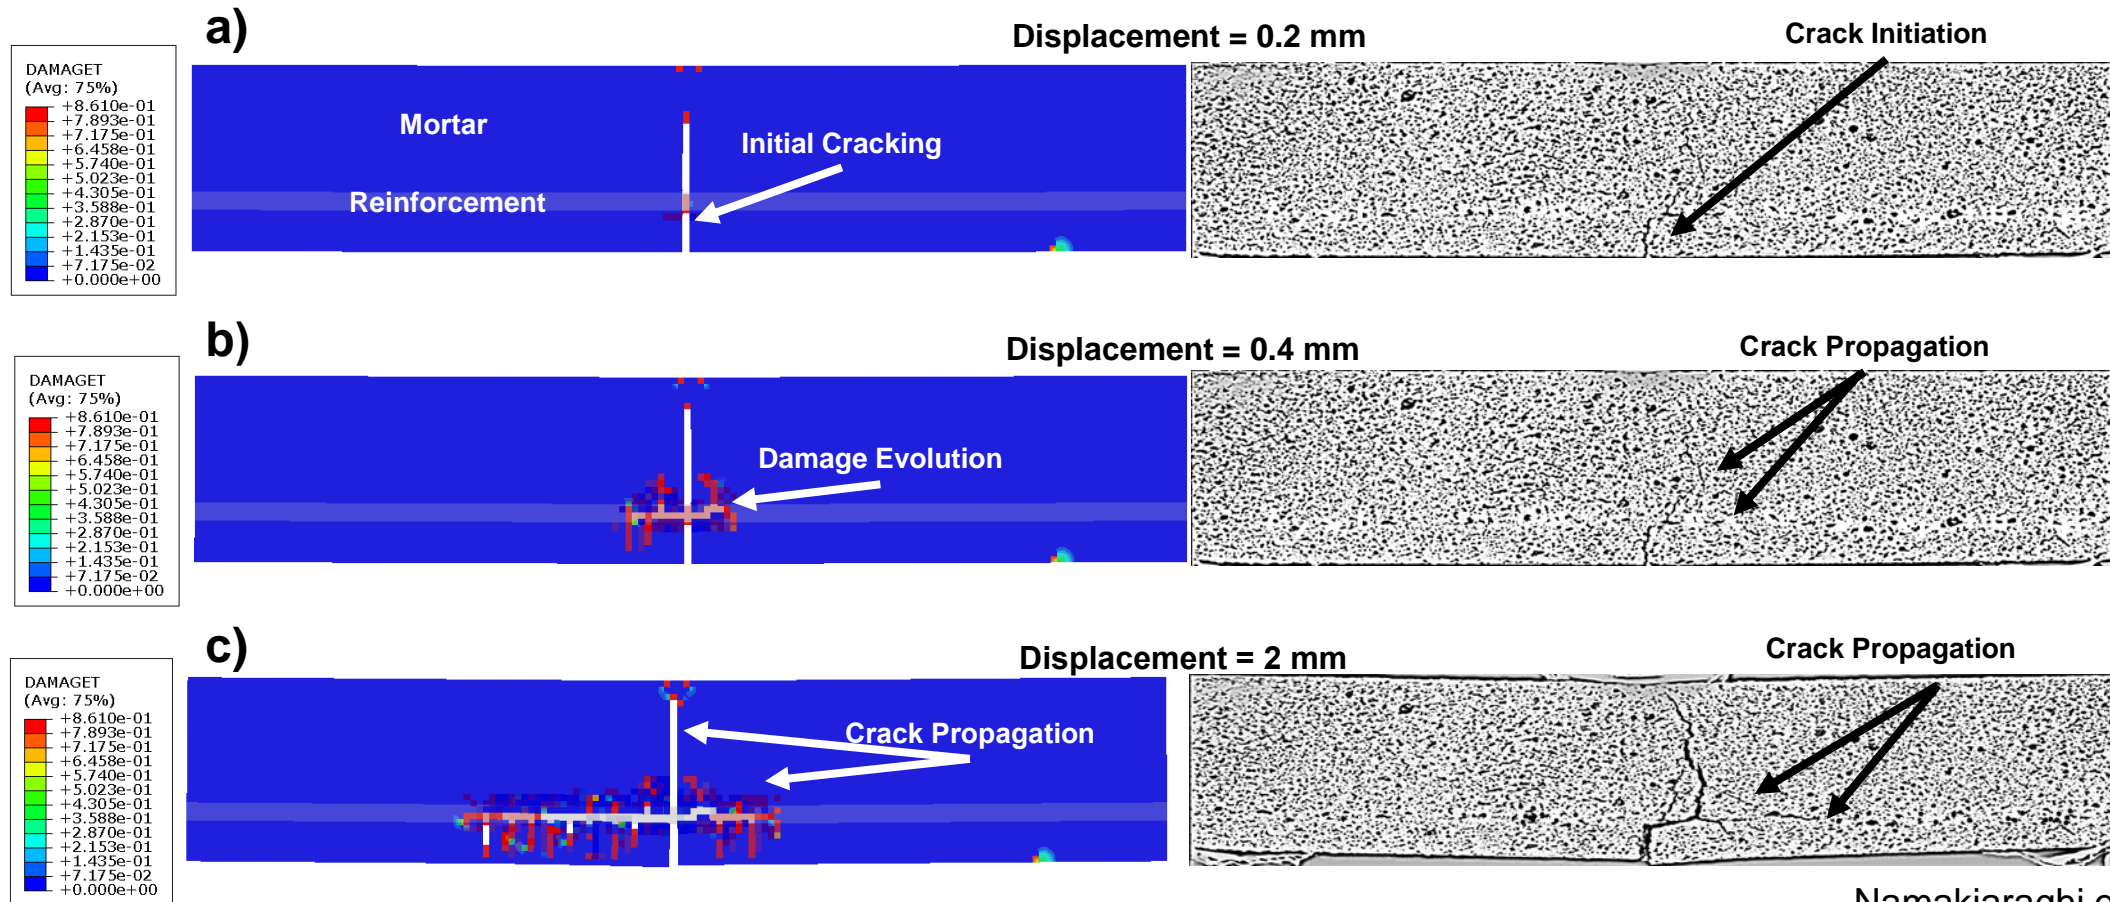 a)
Displacement = 0.2 mm
Crack Initiation
DAMAGET
(Avg: 75%)
+8.610e-01
+7.893e-01
+7.175e-01
+6.458e-01
+5.740e-01
+5.023e-01
+4.305e-01
+3.588e-01
+2.870e-01
+2.153e-01
+1.435e-01
+7.175e-02
+0.000e+00
Mortar
Initial Cracking
Reinforcement
b)
Displacement = 0.4 mm
Crack Propagation
DAMAGET
(Avg: 75%)
+8.610e-01
+7.893e-01
+7.175e-01
+6.458e-01
+5.740e-01
+5.023e-01
+4.305e-01
+3.588e-01
+2.870e-01
+2.153e-01
+1.435e-01
+7.175e-02
+0.000e+00
Damage Evolution
c)
Displacement = 2 mm
Crack Propagation
DAMAGET
(Avg: 75%)
+8.610e-01
+7.893e-01
+7.175e-01
+6.458e-01
+5.740e-01
+5.023e-01
+4.305e-01
+3.588e-01
+2.870e-01
+2.153e-01
+1.435e-01
+7.175e-02
+0.000e+00
Crack Propagation